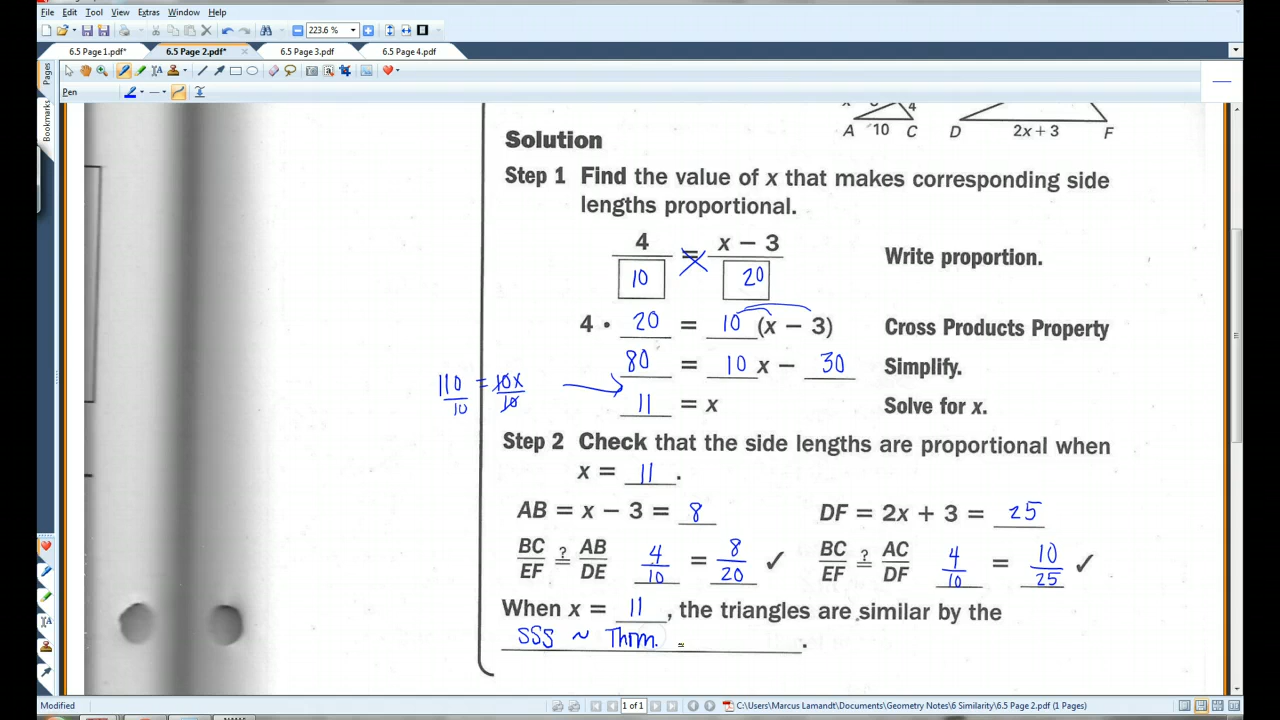 File Edit Tool View Extras Window Help
223.6 %
6.5 Page 1.pdf* 6.5 Page 2.pdf* 6.5 Page 3.pdf 6.5 Page 4.pdf
Pages
Bookmarks
Pen
4
A 10 C D 2x + 3 F
Solution
Step 1 Find the value of x that makes corresponding side
lengths proportional.
4/10 = x − 3/20 Write proportion.
4 • 20 = 10 (x − 3) Cross Products Property
80 = 10 x − 30 Simplify.
110/10 = 10x/10
11 = x Solve for x.
Step 2 Check that the side lengths are proportional when
x = 11 .
AB = x − 3 = 8 DF = 2x + 3 = 25
BC/EF ?= AB/DE 4/10 = 8/20 ✓ BC/EF ?= AC/DF 4/10 = 10/25 ✓
When x = 11 , the triangles are similar by the
SSS ~ Thrm. .
Modified 1 of 1 C:\Users\Marcus Lamandt\Documents\Geometry Notes\6 Similarity\6.5 Page 2.pdf (1 Pages)